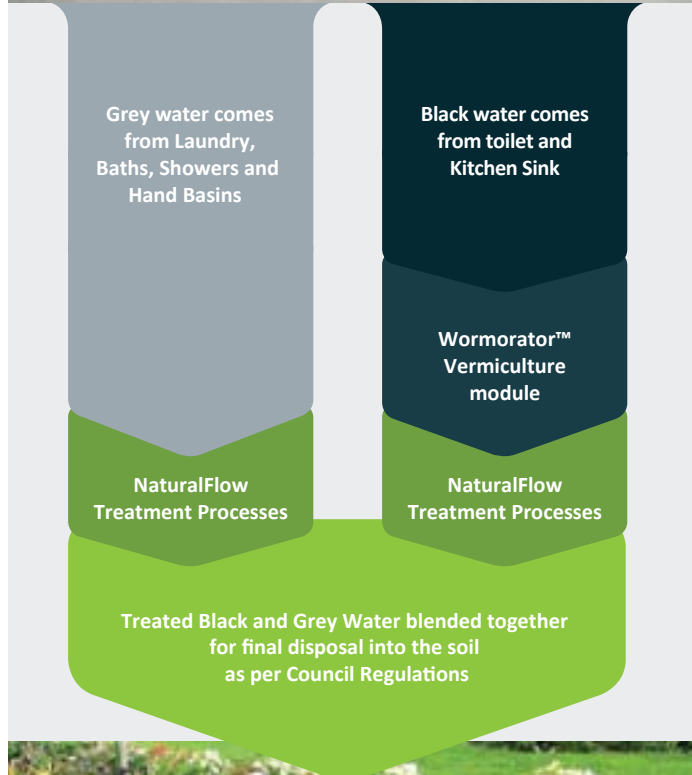 Grey water comes
from Laundry,
Baths, Showers and
Hand Basins
Black water comes
from toilet and
Kitchen Sink
Wormorator™
Vermiculture
module
NaturalFlow
Treatment Processes
NaturalFlow
Treatment Processes
Treated Black and Grey Water blended together
for final disposal into the soil
as per Council Regulations